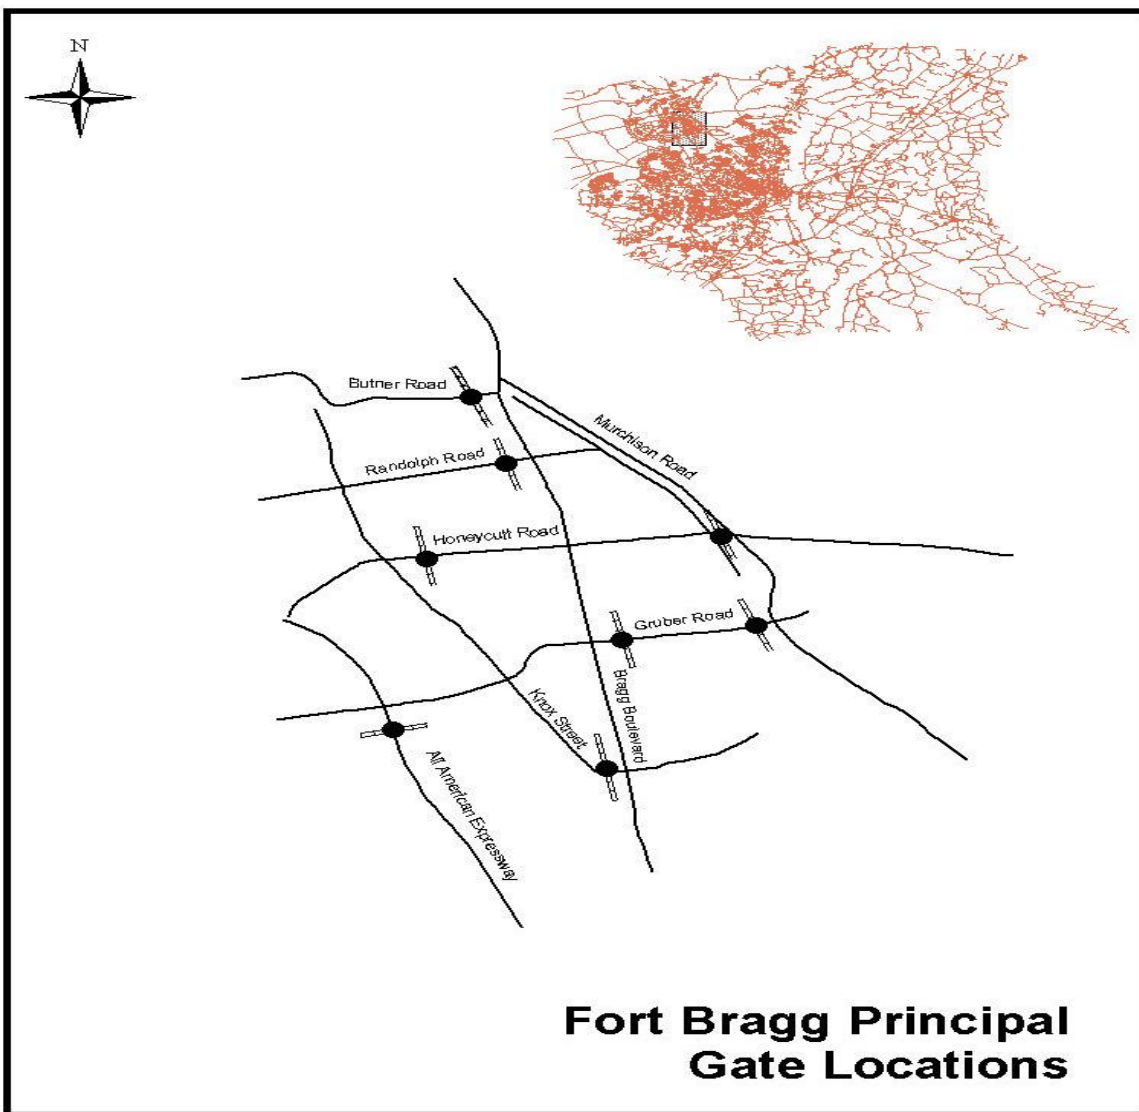 N
Butner Road
Murchison Road
Randolph Road
Honeycutt Road
Gruber Road
Bragg Boulevard
Knox Street
All American Expressway
Fort Bragg Principal
Gate Locations